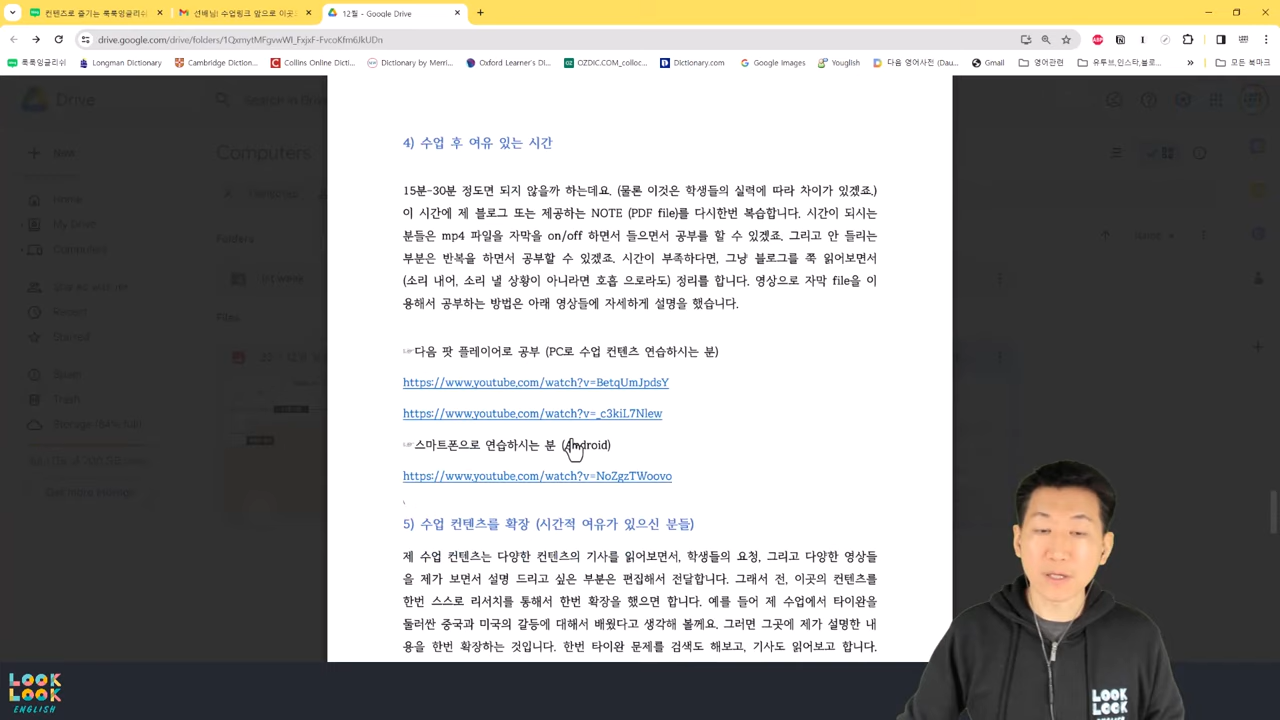 컨텐츠로 즐기는 룩룩잉글리쉬
선배님! 수업링크 앞으로 이곳
12월 - Google Drive
drive.google.com/drive/folders/1QxmytMFgvwWI_FxjxF-FvcoKfm6JkUDn
룩룩잉글리쉬
Longman Dictionary
Cambridge Dictionary:...
Collins Online Dicti...
Dictionary by Merri...
Oxford Learner's Di...
OZDIC.COM_colloc...
Dictionary.com
Google Images
Youglish
다음 영어사전 (Dau...
Gmail
영어관련
유투브,인스타,블로...
모든 북마크
Drive
Search in Drive
New
Computers
Home
My Drive
Computers
Folders
Name
Shared with me
Recent
Files
Starred
Spam
Trash
4) 수업 후 여유 있는 시간
15분-30분 정도면 되지 않을까 하는데요. (물론 이것은 학생들의 실력에 따라 차이가 있겠죠.)
이 시간에 제 블로그 또는 제공하는 NOTE (PDF file)를 다시한번 복습합니다. 시간이 되시는
분들은 mp4 파일을 자막을 on/off 하면서 들으면서 공부를 할 수 있겠죠. 그리고 안 들리는
부분은 반복을 하면서 공부할 수 있겠죠. 시간이 부족하다면, 그냥 블로그를 쭉 읽어보면서
(소리 내어, 소리 낼 상황이 아니라면 호흡 으로라도) 정리를 합니다. 영상으로 자막 file을 이
용해서 공부하는 방법은 아래 영상들에 자세하게 설명을 했습니다.
☞다음 팟 플레이어로 공부 (PC로 수업 컨텐츠 연습하시는 분)
https://www.youtube.com/watch?v=BetqUmJpdsY
https://www.youtube.com/watch?v=_c3kiL7Nlew
☞스마트폰으로 연습하시는 분 (Android)
https://www.youtube.com/watch?v=NoZgzTWoovo
\
5) 수업 컨텐츠를 확장 (시간적 여유가 있으신 분들)
제 수업 컨텐츠는 다양한 컨텐츠의 기사를 읽어보면서, 학생들의 요청, 그리고 다양한 영상들
을 제가 보면서 설명 드리고 싶은 부분은 편집해서 전달합니다. 그래서 전, 이곳의 컨텐츠를
한번 스스로 리서치를 통해서 한번 확장을 했으면 합니다. 예를 들어 제 수업에서 타이완을
둘러싼 중국과 미국의 갈등에 대해서 배웠다고 생각해 볼께요. 그러면 그곳에 제가 설명한 내
용을 한번 확장하는 것입니다. 한번 타이완 문제를 검색도 해보고, 기사도 읽어보고 합니다.
LOOK
LOOK
ENGLISH
LOOK
LOOK
ENGLISH